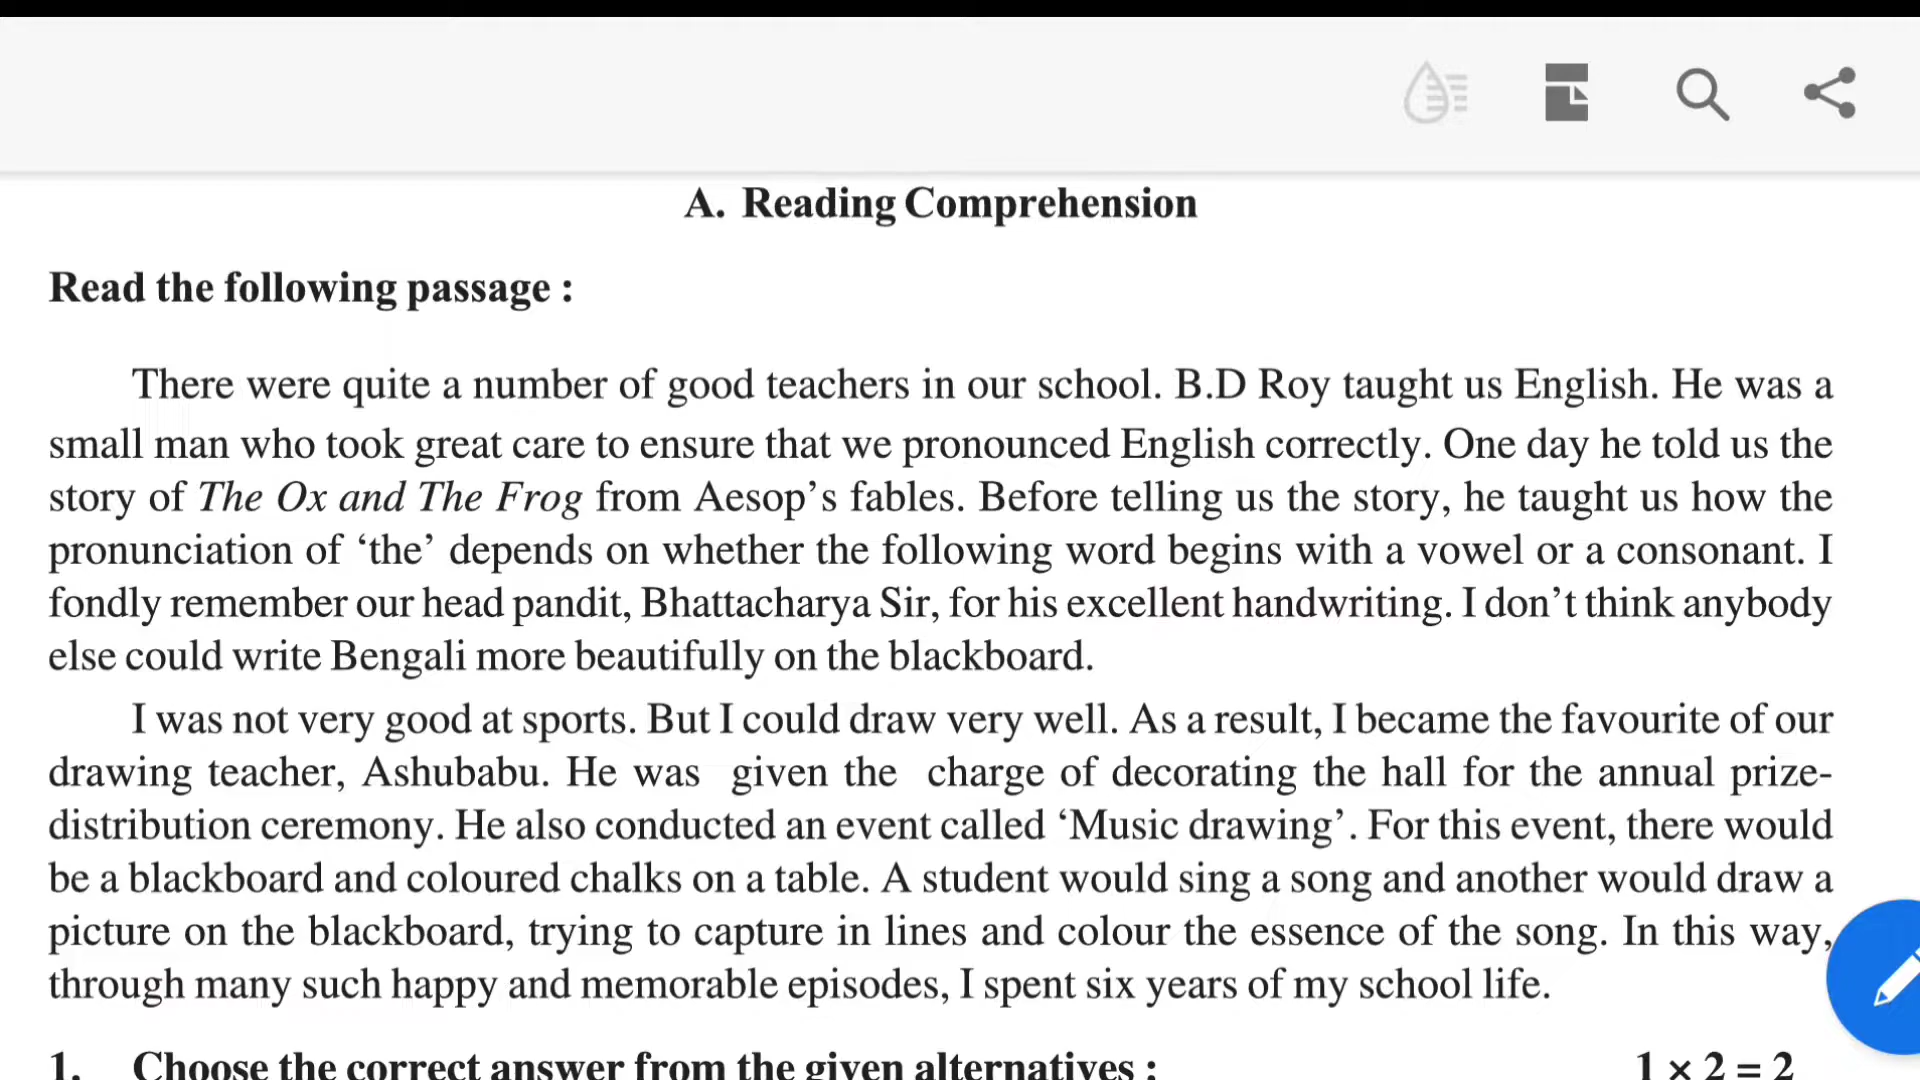 A. Reading Comprehension
Read the following passage :
There were quite a number of good teachers in our school. B.D Roy taught us English. He was a
small man who took great care to ensure that we pronounced English correctly. One day he told us the
story of The Ox and The Frog from Aesop’s fables. Before telling us the story, he taught us how the
pronunciation of ‘the’ depends on whether the following word begins with a vowel or a consonant. I
fondly remember our head pandit, Bhattacharya Sir, for his excellent handwriting. I don’t think anybody
else could write Bengali more beautifully on the blackboard.
I was not very good at sports. But I could draw very well. As a result, I became the favourite of our
drawing teacher, Ashubabu. He was given the charge of decorating the hall for the annual prize-
distribution ceremony. He also conducted an event called ‘Music drawing’. For this event, there would
be a blackboard and coloured chalks on a table. A student would sing a song and another would draw a
picture on the blackboard, trying to capture in lines and colour the essence of the song. In this way,
through many such happy and memorable episodes, I spent six years of my school life.
1. Choose the correct answer from the given alternatives : 1 × 2 = 2